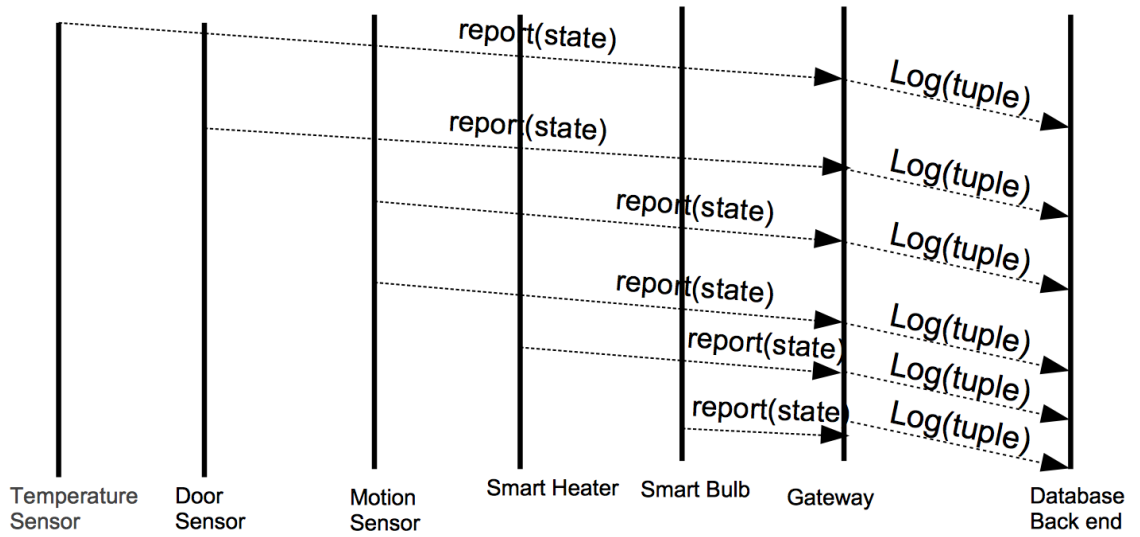 report(state)
Log(tuple)
report(state)
Log(tuple)
report(state)
Log(tuple)
report(state)
Log(tuple)
report(state)
Log(tuple)
report(state)
Log(tuple)
Temperature
Sensor
Door
Sensor
Motion
Sensor
Smart Heater
Smart Bulb
Gateway
Database
Back end